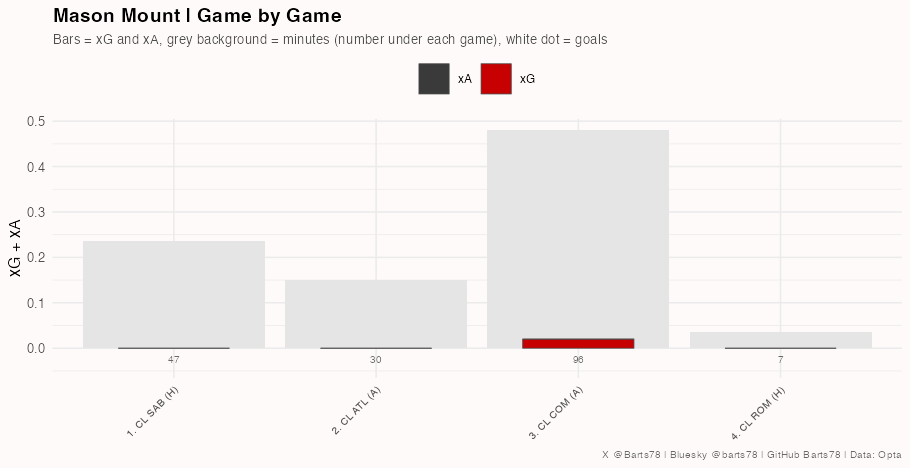 Mason Mount | Game by Game
Bars = xG and xA, grey background = minutes (number under each game), white dot = goals
xA xG
xG + xA
0.5
0.4
0.3
0.2
0.1
0.0
47 30 96 7
1. CL SAB (H) 2. CL ATL (A) 3. CL COM (A) 4. CL ROM (H)
X @Barts78 | Bluesky @barts78 | GitHub Barts78 | Data: Opta